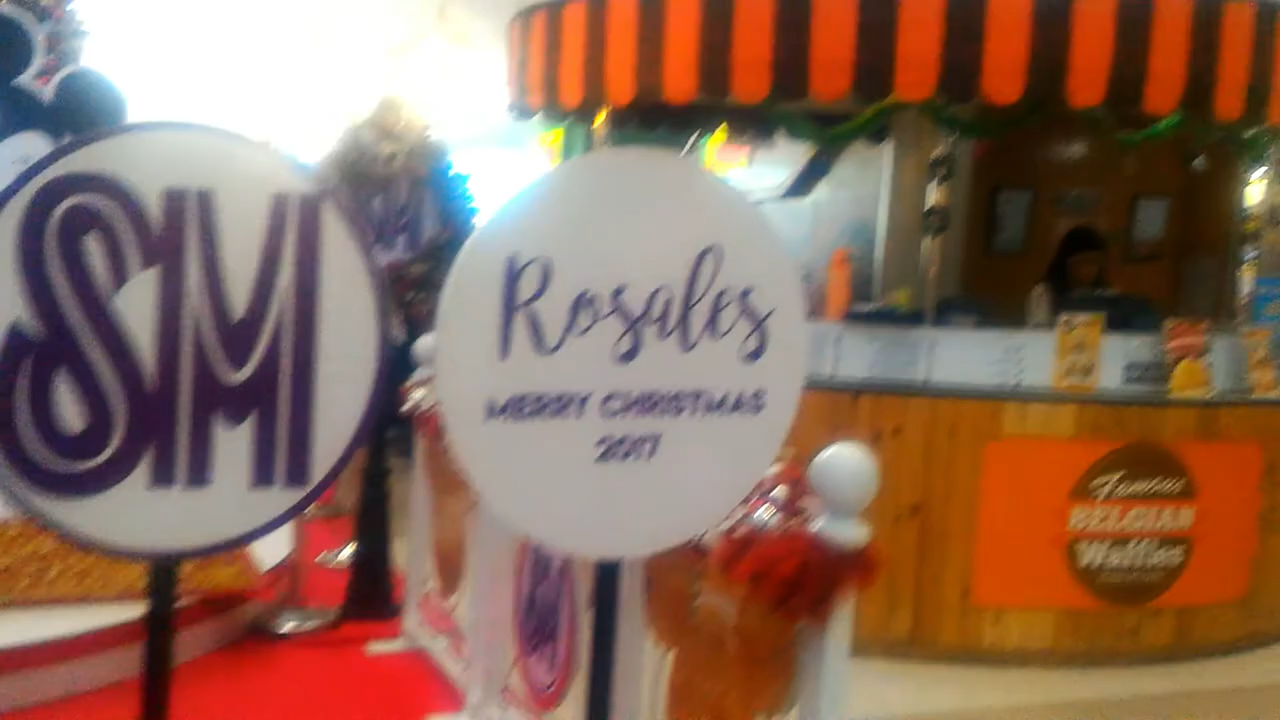 SM
Rosales
MERRY CHRISTMAS
2017
Famous
BELGIAN
Waffles